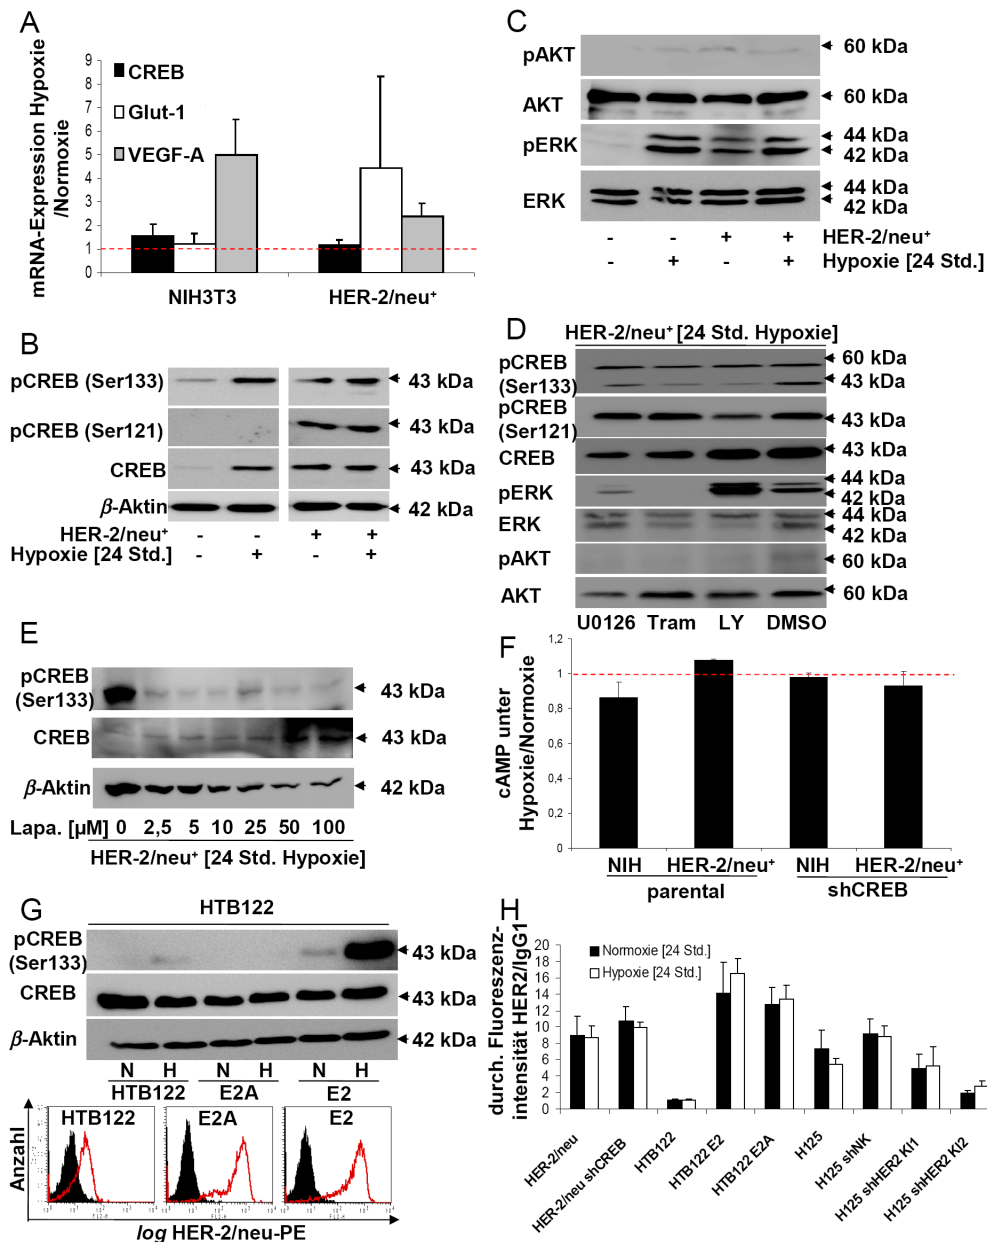 A
mRNA-Expression Hypoxie
/Normoxie
9
8
7
6
5
4
3
2
1
0
CREB
Glut-1
VEGF-A
NIH3T3
HER-2/neu⁺
B
pCREB (Ser133)
43 kDa
pCREB (Ser121)
43 kDa
CREB
43 kDa
β-Aktin
42 kDa
HER-2/neu⁺ - - + +
Hypoxie [24 Std.] - + - +
C
pAKT
60 kDa
AKT
60 kDa
pERK
44 kDa
42 kDa
ERK
44 kDa
42 kDa
- - + + HER-2/neu⁺
- + - + Hypoxie [24 Std.]
D
HER-2/neu⁺ [24 Std. Hypoxie]
pCREB
(Ser133)
60 kDa
43 kDa
pCREB
(Ser121)
43 kDa
CREB
43 kDa
pERK
44 kDa
42 kDa
ERK
44 kDa
42 kDa
pAKT
60 kDa
AKT
60 kDa
U0126 Tram LY DMSO
E
pCREB
(Ser133)
43 kDa
CREB
43 kDa
β-Aktin
42 kDa
Lapa. [µM] 0 2,5 5 10 25 50 100
HER-2/neu⁺ [24 Std. Hypoxie]
F
cAMP unter
Hypoxie/Normoxie
1,2
1
0,8
0,6
0,4
0,2
0
NIH HER-2/neu⁺ NIH HER-2/neu⁺
parental shCREB
G
HTB122
pCREB
(Ser133)
43 kDa
CREB
43 kDa
β-Aktin
42 kDa
N H N H N H
HTB122 E2A E2
Anzahl
HTB122
E2A
E2
FL2-H
FL2-H
log HER-2/neu-PE
H
durch. Fluoreszenz-
intensität HER2/IgG1
20
18
16
14
12
10
8
6
4
2
0
Normoxie [24 Std.]
Hypoxie [24 Std.]
HER-2/neu
HER-2/neu shCREB
HTB122
HTB122 E2
HTB122 E2A
H125
H125 shNK
H125 shHER2 Kl1
H125 shHER2 Kl2